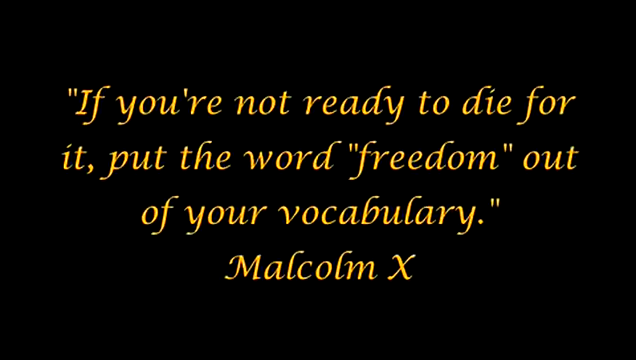 "If you're not ready to die for
it, put the word "freedom" out
of your vocabulary."
Malcolm X